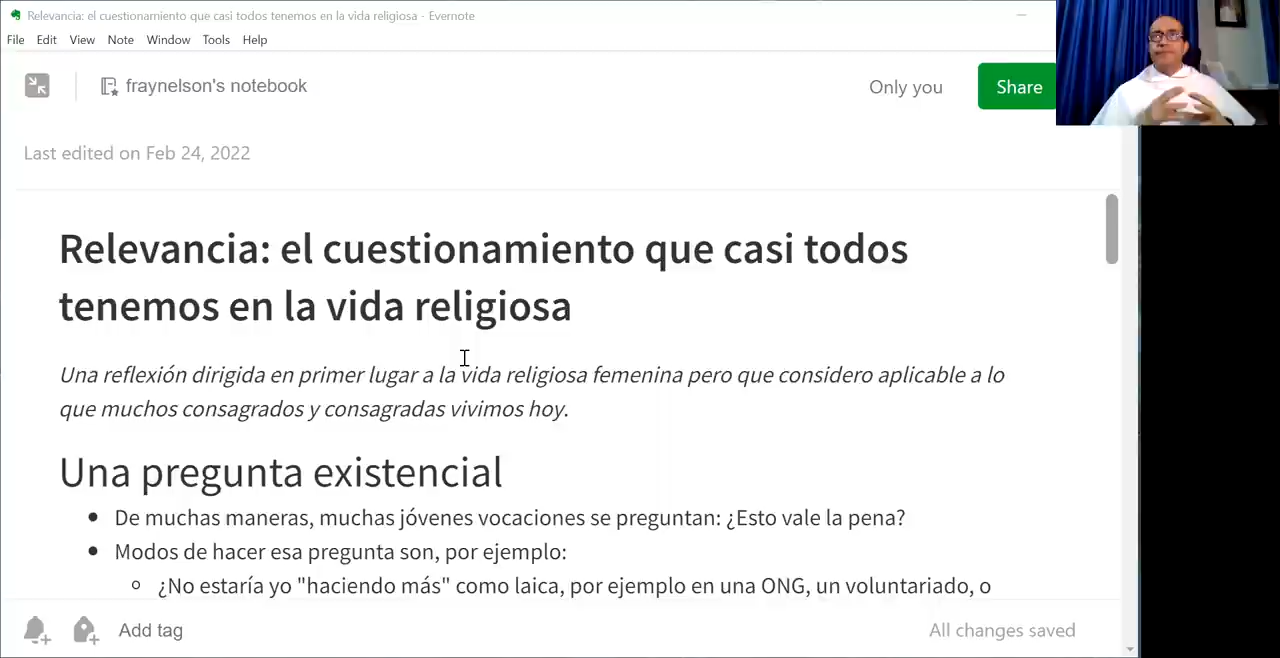 Relevancia: el cuestionamiento que casi todos tenemos en la vida religiosa - Evernote
File Edit View Note Window Tools Help
fraynelson's notebook
Only you
Share
Last edited on Feb 24, 2022
Relevancia: el cuestionamiento que casi todos
tenemos en la vida religiosa
Una reflexión dirigida en primer lugar a la vida religiosa femenina pero que considero aplicable a lo
que muchos consagrados y consagradas vivimos hoy.
Una pregunta existencial
De muchas maneras, muchas jóvenes vocaciones se preguntan: ¿Esto vale la pena?
Modos de hacer esa pregunta son, por ejemplo:
¿No estaría yo "haciendo más" como laica, por ejemplo en una ONG, un voluntariado, o
Add tag
All changes saved